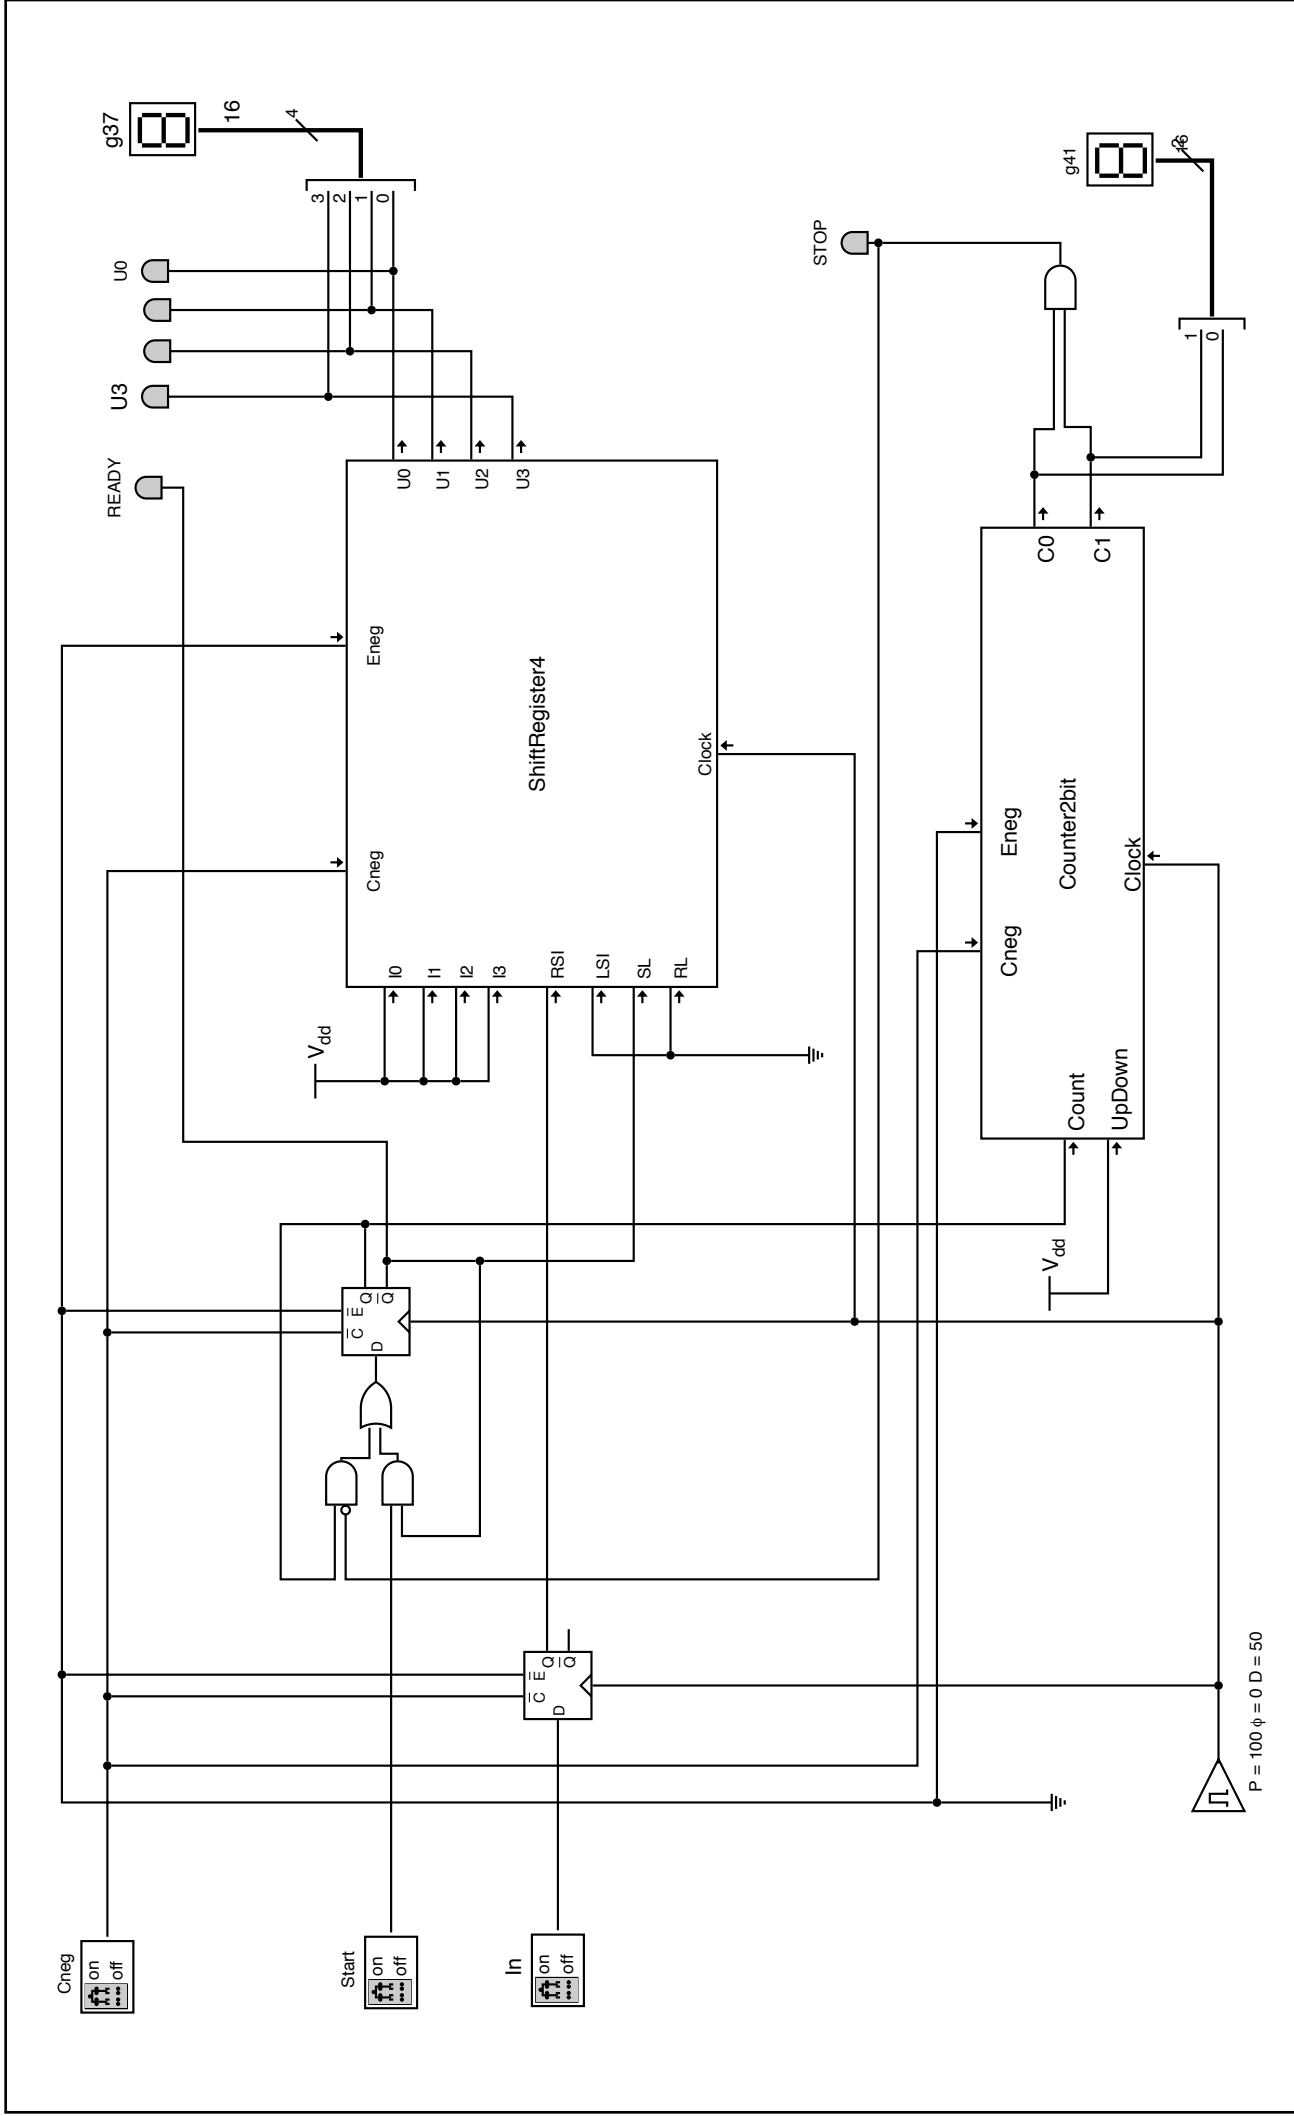 Cneg
on
off
Start
on
off
In
on
off
P = 100 ϕ = 0 D = 50
D
C
E
Q
Q
D
C
E
Q
Q
Vdd
I0
I1
I2
I3
RSI
LSI
SL
RL
Cneg
Eneg
ShiftRegister4
Clock
U0
U1
U2
U3
READY
U3
U0
3
2
1
0
4
16
g37
Vdd
Count
UpDown
Cneg
Eneg
Counter2bit
Clock
C0
C1
STOP
1
0
g41